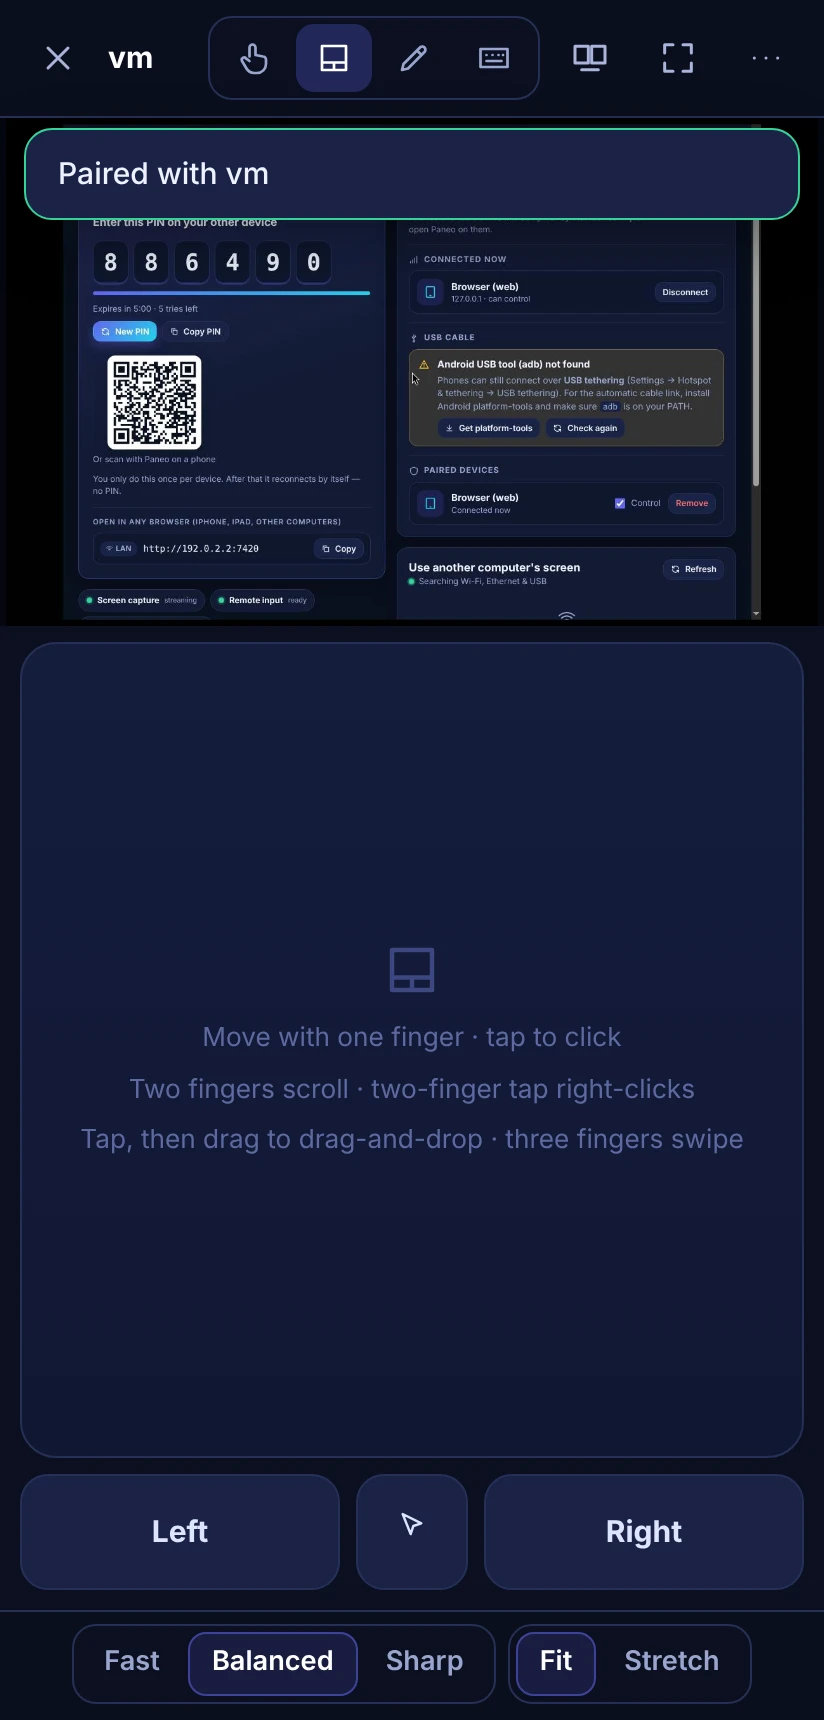 vm
Paired with vm
Enter this PIN on your other device
8 8 6 4 9 0
Expires in 5:00 · 5 tries left
New PIN
Copy PIN
Or scan with Paneo on a phone
You only do this once per device. After that it reconnects by itself —
no PIN.
OPEN IN ANY BROWSER (IPHONE, IPAD, OTHER COMPUTERS)
LAN http://192.0.2.2:7420 Copy
Screen capture streaming
Remote input ready
open Paneo on them.
CONNECTED NOW
Browser (web)
127.0.0.1 · can control
Disconnect
USB CABLE
Android USB tool (adb) not found
Phones can still connect over USB tethering (Settings → Hotspot
& tethering → USB tethering). For the automatic cable link, install
Android platform-tools and make sure adb is on your PATH.
Get platform-tools
Check again
PAIRED DEVICES
Browser (web)
Connected now
Control
Remove
Use another computer's screen
Searching Wi-Fi, Ethernet & USB
Refresh
Move with one finger · tap to click
Two fingers scroll · two-finger tap right-clicks
Tap, then drag to drag-and-drop · three fingers swipe
Left
Right
Fast Balanced Sharp
Fit Stretch